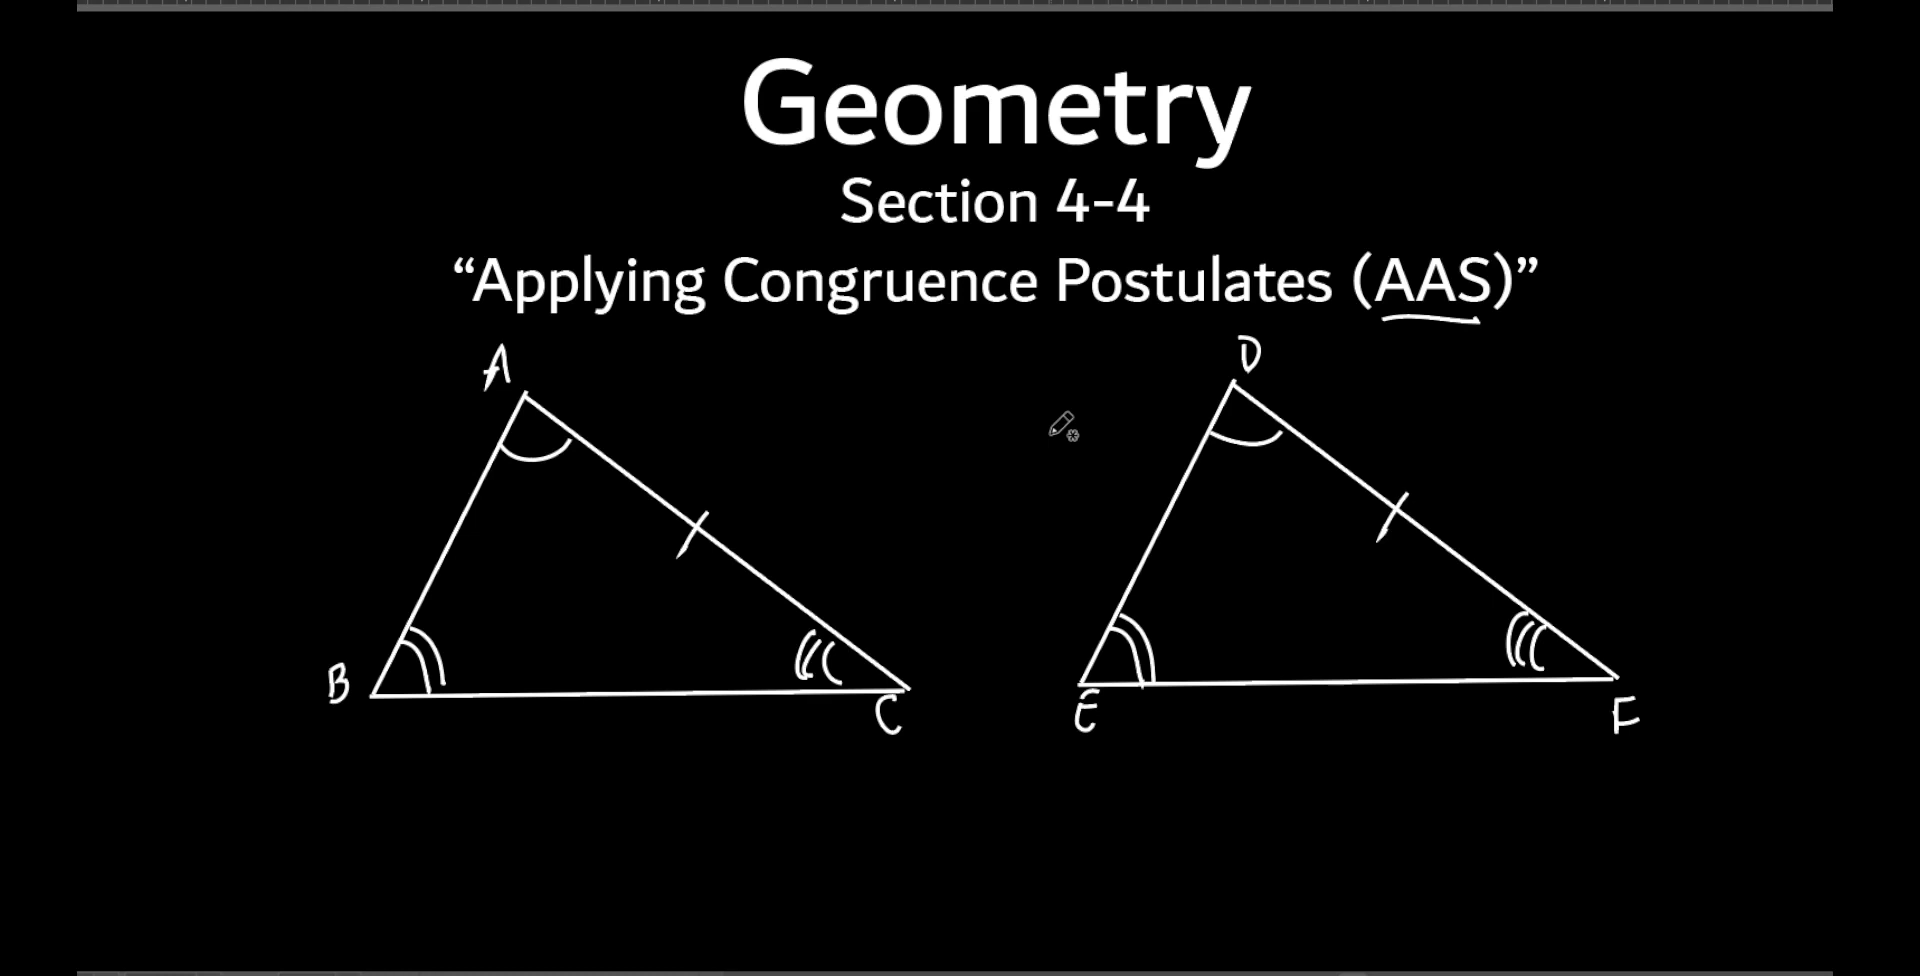 Geometry
Section 4-4
“Applying Congruence Postulates (AAS)”
A
D
B
C
E
F